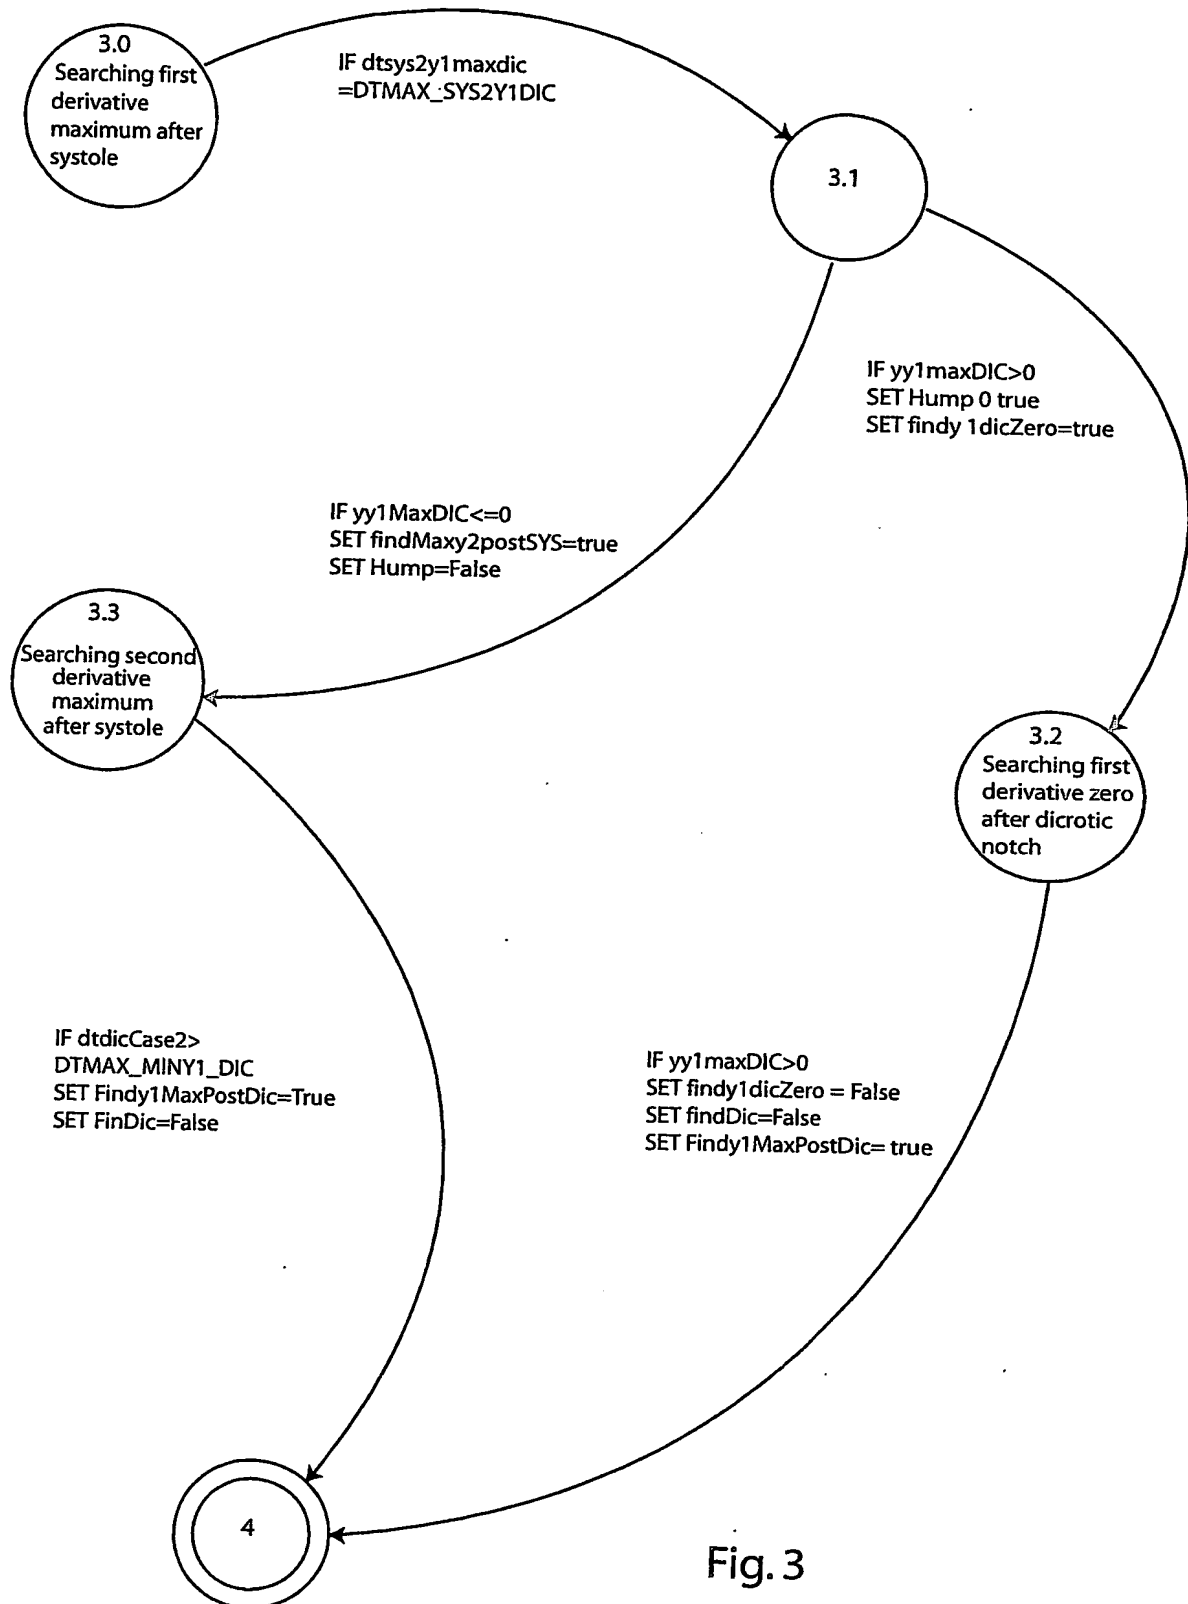 3.0
Searching first
derivative
maximum after
systole
IF dtsys2y1maxdic
=DTMAX_SYS2Y1DIC
3.1
IF yy1maxDIC>0
SET Hump 0 true
SET findy 1dicZero=true
IF yy1MaxDIC<=0
SET findMaxy2postSYS=true
SET Hump=False
3.3
Searching second
derivative
maximum
after systole
3.2
Searching first
derivative zero
after dicrotic
notch
IF dtdicCase2>
DTMAX_MINY1_DIC
SET Findy1MaxPostDic=True
SET FinDic=False
IF yy1maxDIC>0
SET findy1dicZero = False
SET findDic=False
SET Findy1MaxPostDic= true
4
Fig. 3